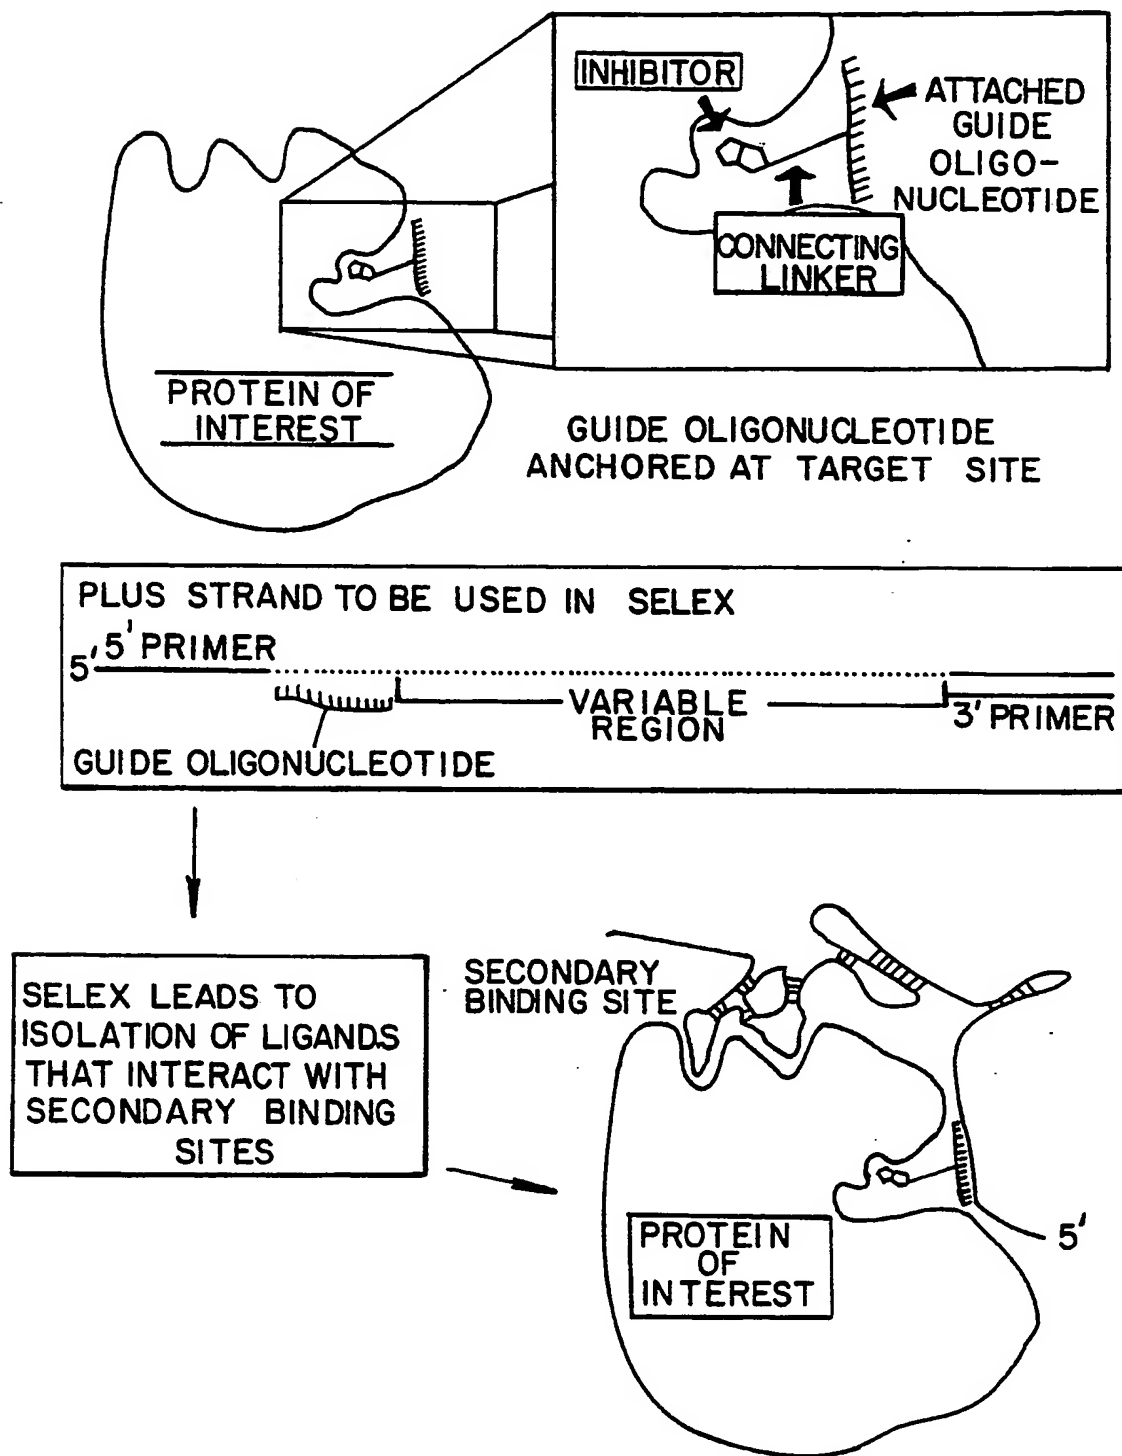 INHIBITOR
ATTACHED
GUIDE
OLIGO-
NUCLEOTIDE
CONNECTING
LINKER
PROTEIN OF
INTEREST
GUIDE OLIGONUCLEOTIDE
ANCHORED AT TARGET SITE
PLUS STRAND TO BE USED IN SELEX
5' 5' PRIMER
VARIABLE
REGION
3' PRIMER
GUIDE OLIGONUCLEOTIDE
SELEX LEADS TO
ISOLATION OF LIGANDS
THAT INTERACT WITH
SECONDARY BINDING
SITES
SECONDARY
BINDING SITE
5'
PROTEIN
OF
INTEREST